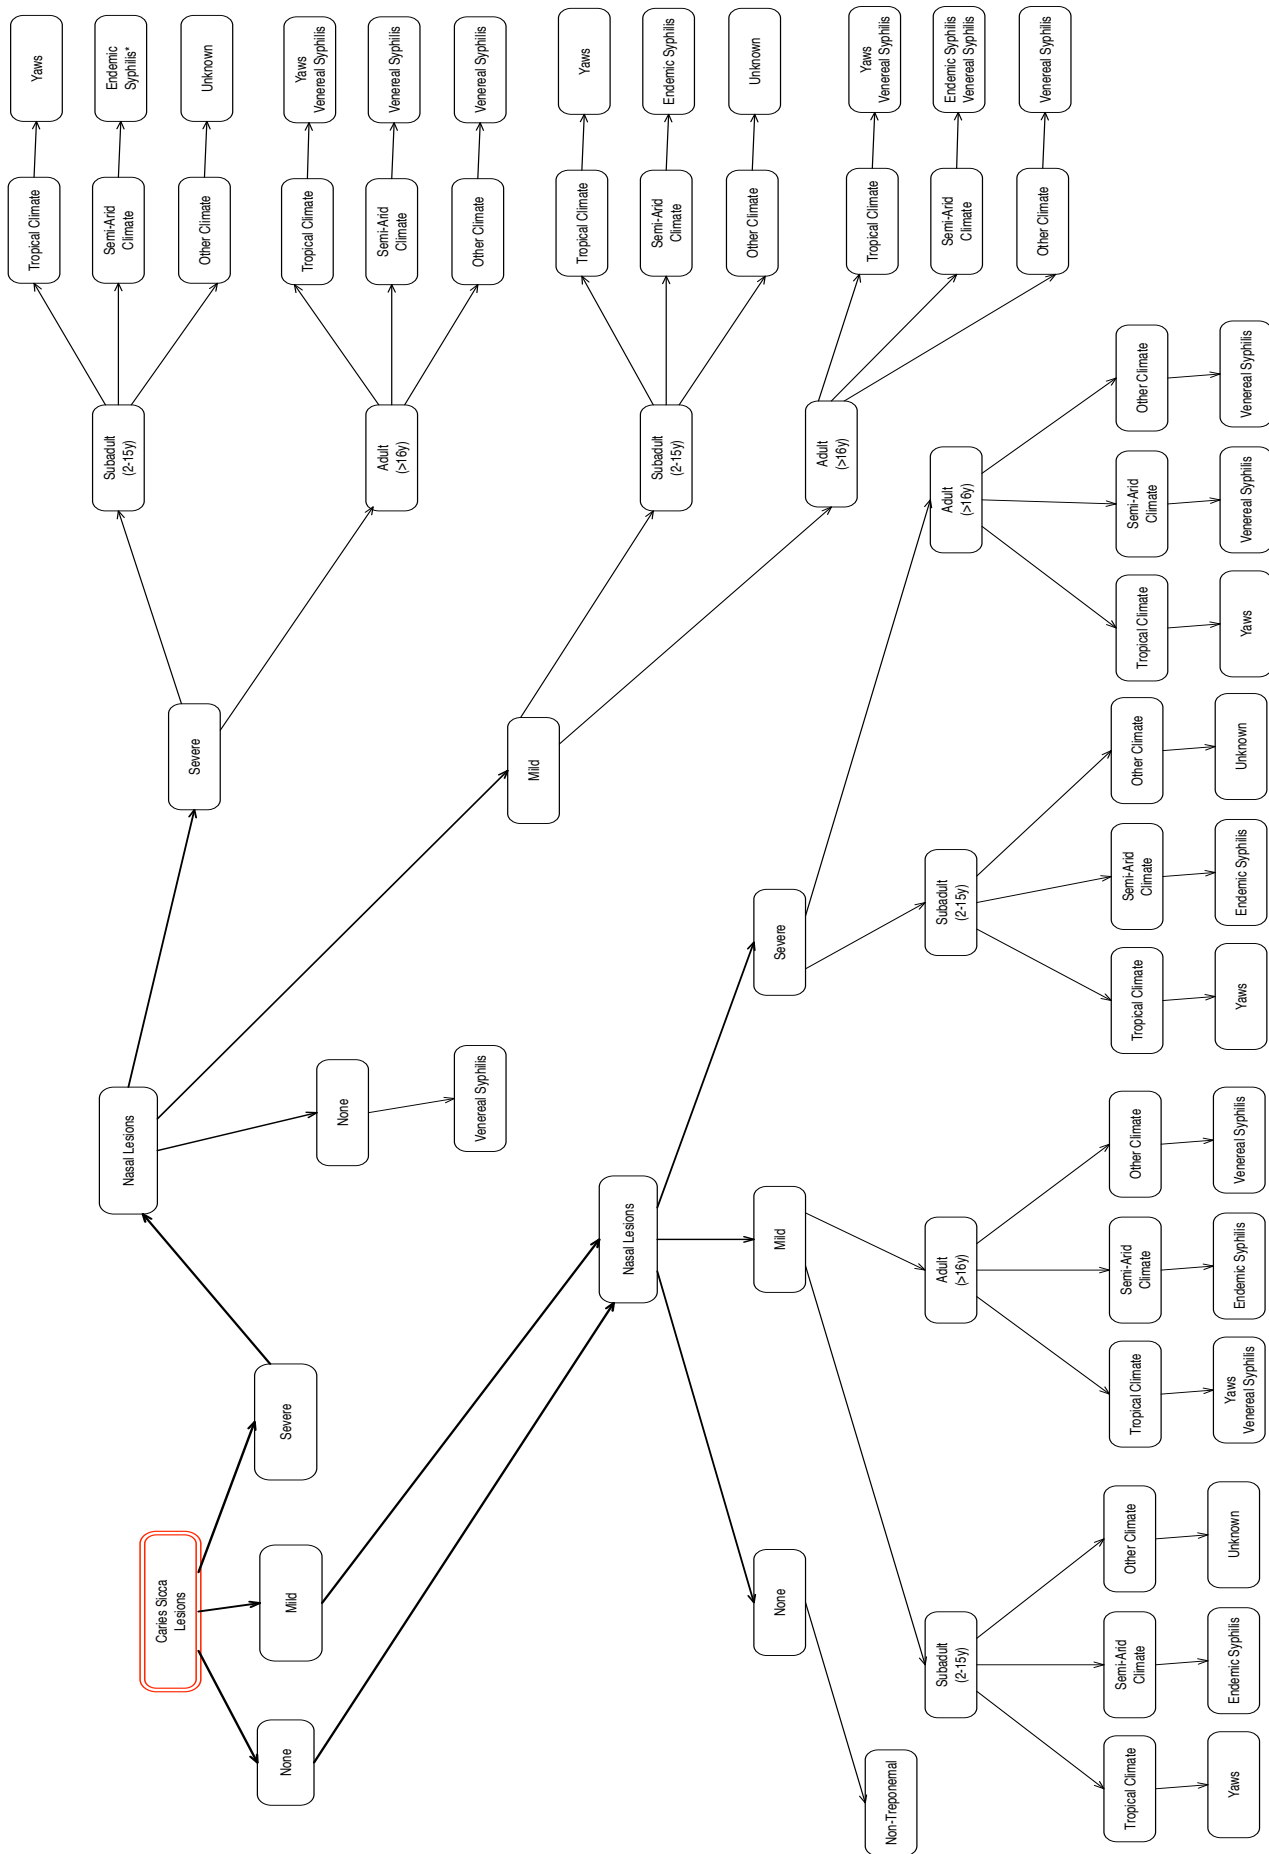 Caries Sicca
Lesions
None
Mild
Severe
Nasal Lesions
None
Venereal Syphilis
Severe
Subadult
(2-15y)
Tropical Climate
Yaws
Semi-Arid
Climate
Endemic
Syphilis*
Other Climate
Unknown
Adult
(>16y)
Tropical Climate
Yaws
Venereal Syphilis
Semi-Arid
Climate
Venereal Syphilis
Other Climate
Venereal Syphilis
Mild
Subadult
(2-15y)
Tropical Climate
Yaws
Semi-Arid
Climate
Endemic Syphilis
Other Climate
Unknown
Adult
(>16y)
Tropical Climate
Yaws
Venereal Syphilis
Semi-Arid
Climate
Endemic Syphilis
Venereal Syphilis
Other Climate
Venereal Syphilis
Nasal Lesions
None
Non-Treponemal
Mild
Subadult
(2-15y)
Tropical Climate
Yaws
Semi-Arid
Climate
Endemic Syphilis
Other Climate
Unknown
Adult
(>16y)
Tropical Climate
Yaws
Venereal Syphilis
Semi-Arid
Climate
Endemic Syphilis
Other Climate
Venereal Syphilis
Severe
Subadult
(2-15y)
Tropical Climate
Yaws
Semi-Arid
Climate
Endemic Syphilis
Other Climate
Unknown
Adult
(>16y)
Tropical Climate
Yaws
Semi-Arid
Climate
Venereal Syphilis
Other Climate
Venereal Syphilis